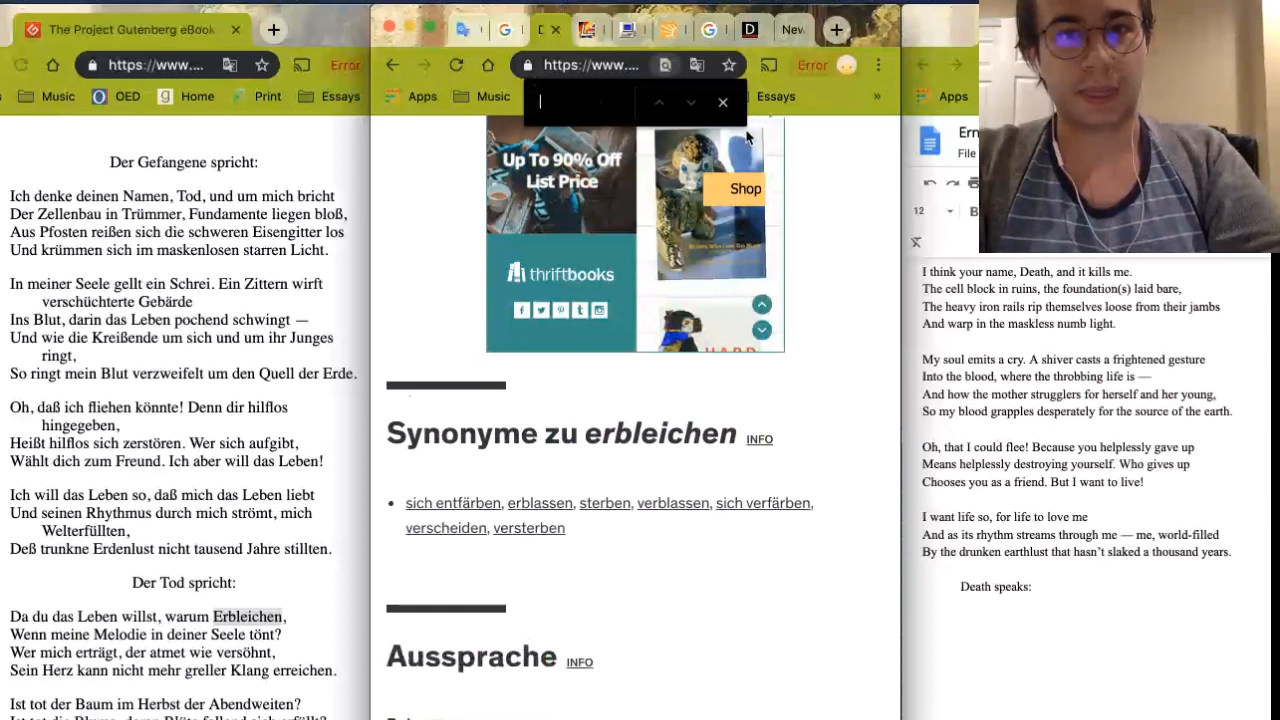 The Project Gutenberg eBook
https://www....
Error
Music
OED
Home
Print
Essays
Der Gefangene spricht:
Ich denke deinen Namen, Tod, und um mich bricht
Der Zellenbau in Trümmer, Fundamente liegen bloß,
Aus Pfosten reißen sich die schweren Eisengitter los
Und krümmen sich im maskenlosen starren Licht.
In meiner Seele gellt ein Schrei. Ein Zittern wirft
verschüchterte Gebärde
Ins Blut, darin das Leben pochend schwingt —
Und wie die Kreißende um sich und um ihr Junges
ringt,
So ringt mein Blut verzweifelt um den Quell der Erde.
Oh, daß ich fliehen könnte! Denn dir hilflos
hingegeben,
Heißt hilflos sich zerstören. Wer sich aufgibt,
Wählt dich zum Freund. Ich aber will das Leben!
Ich will das Leben so, daß mich das Leben liebt
Und seinen Rhythmus durch mich strömt, mich
Welterfüllten,
Deß trunkne Erdenlust nicht tausend Jahre stillten.
Der Tod spricht:
Da du das Leben willst, warum Erbleichen,
Wenn meine Melodie in deiner Seele tönt?
Wer mich erträgt, der atmet wie versöhnt,
Sein Herz kann nicht mehr greller Klang erreichen.
Ist tot der Baum im Herbst der Abendweiten?
D
New
https://www....
Error
Apps
Music
Essays
»
Up To 90% Off
List Price
Shop
thriftbooks
HARD
Synonyme zu erbleichen INFO
sich entfärben, erblassen, sterben, verblassen, sich verfärben,
verscheiden, versterben
Aussprache INFO
Apps
Ern
File
12
B
I think your name, Death, and it kills me.
The cell block in ruins, the foundation(s) laid bare,
The heavy iron rails rip themselves loose from their jambs
And warp in the maskless numb light.
My soul emits a cry. A shiver casts a frightened gesture
Into the blood, where the throbbing life is —
And how the mother strugglers for herself and her young,
So my blood grapples desperately for the source of the earth.
Oh, that I could flee! Because you helplessly gave up
Means helplessly destroying yourself. Who gives up
Chooses you as a friend. But I want to live!
I want life so, for life to love me
And as its rhythm streams through me — me, world-filled
By the drunken earthlust that hasn't slaked a thousand years.
Death speaks: